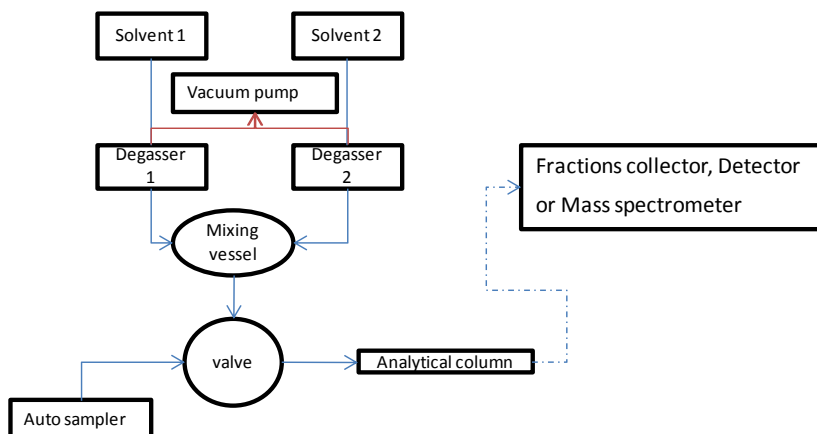 Solvent 1
Solvent 2
Vacuum pump
Degasser
1
Degasser
2
Fractions collector, Detector
or Mass spectrometer
Mixing
vessel
valve
Analytical column
Auto sampler